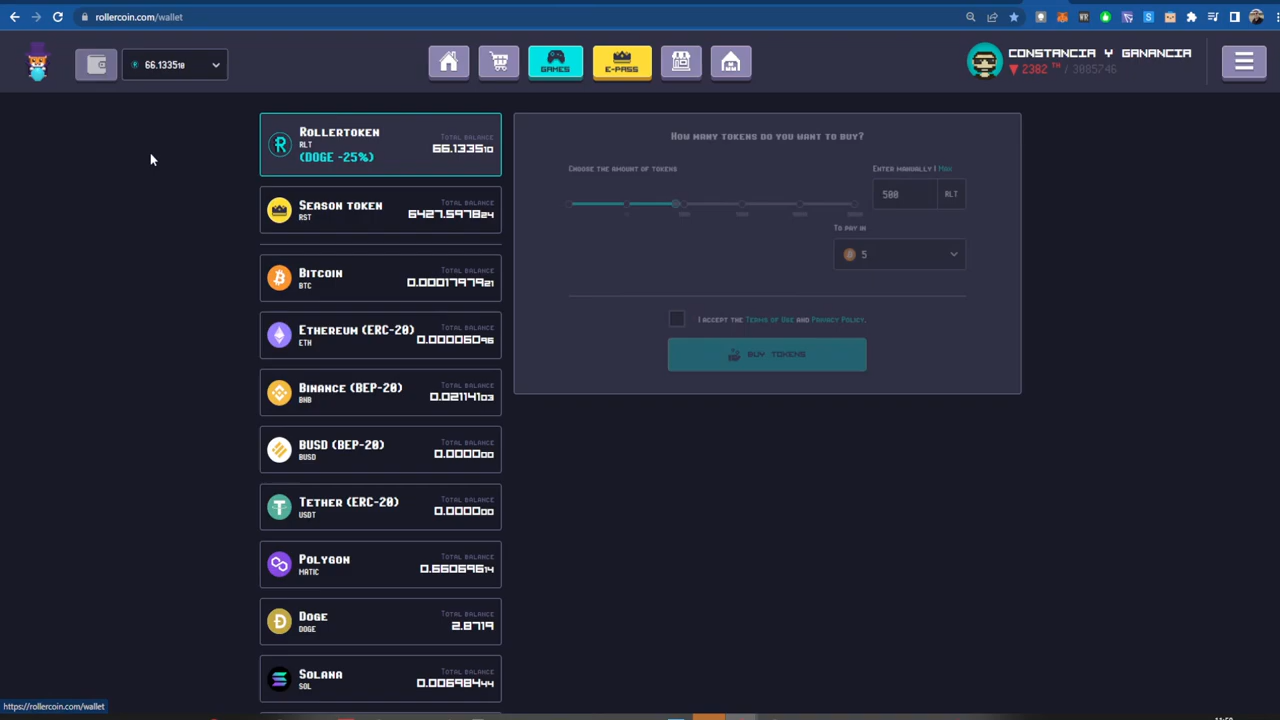 rollercoin.com/wallet
66.133510
GAMES
E-PASS
CONSTANCIA Y GANANCIA
2382 TH / 3005746
ROLLERTOKEN
RLT
(DOGE -25%)
TOTAL BALANCE
66.133510
SEASON TOKEN
RST
TOTAL BALANCE
6427.597824
BITCOIN
BTC
TOTAL BALANCE
0.0001797921
ETHEREUM (ERC-20)
ETH
TOTAL BALANCE
0.00006096
BINANCE (BEP-20)
BNB
TOTAL BALANCE
0.02114103
BUSD (BEP-20)
BUSD
TOTAL BALANCE
0.000000
TETHER (ERC-20)
USDT
TOTAL BALANCE
0.000000
POLYGON
MATIC
TOTAL BALANCE
0.66069614
DOGE
DOGE
TOTAL BALANCE
2.8719
SOLANA
SOL
TOTAL BALANCE
0.00698444
HOW MANY TOKENS DO YOU WANT TO BUY?
CHOOSE THE AMOUNT OF TOKENS
ENTER MANUALLY | MAX
500 RLT
TO PAY IN
5
I ACCEPT THE TERMS OF USE AND PRIVACY POLICY.
BUY TOKENS
https://rollercoin.com/wallet